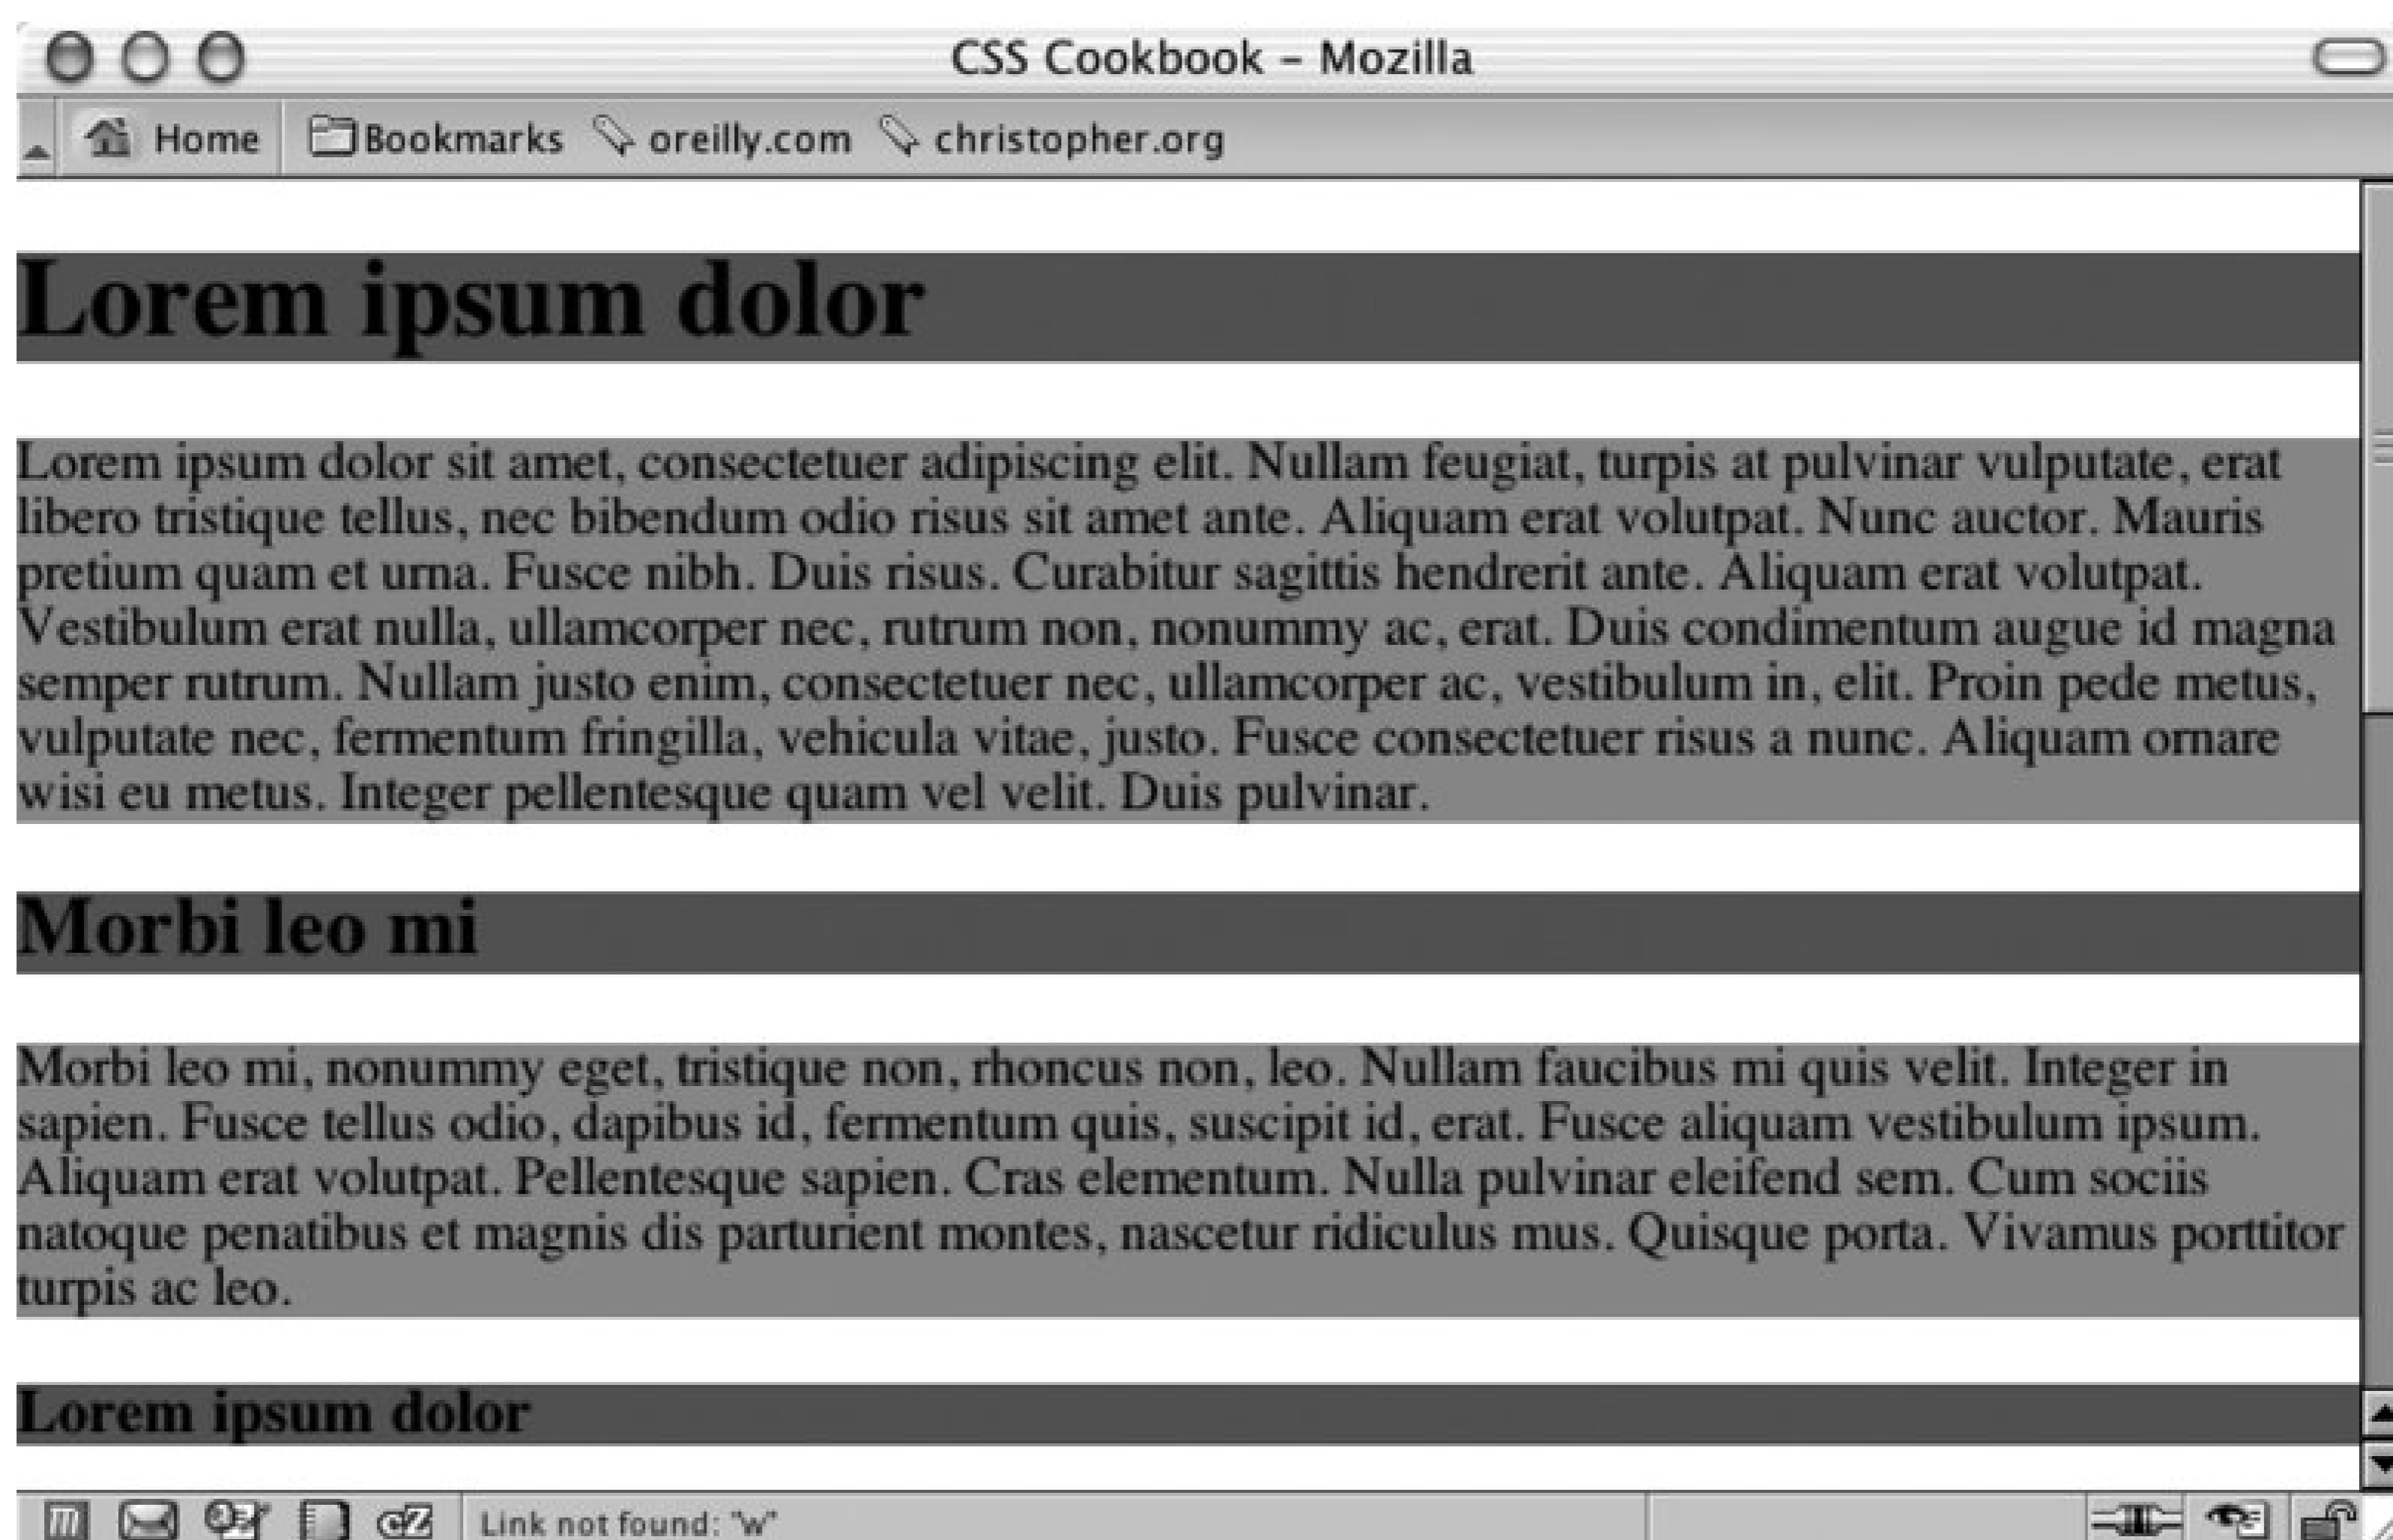 CSS Cookbook – Mozilla
Home Bookmarks oreilly.com christopher.org
Lorem ipsum dolor
Lorem ipsum dolor sit amet, consectetuer adipiscing elit. Nullam feugiat, turpis at pulvinar vulputate, erat
libero tristique tellus, nec bibendum odio risus sit amet ante. Aliquam erat volutpat. Nunc auctor. Mauris
pretium quam et urna. Fusce nibh. Duis risus. Curabitur sagittis hendrerit ante. Aliquam erat volutpat.
Vestibulum erat nulla, ullamcorper nec, rutrum non, nonummy ac, erat. Duis condimentum augue id magna
semper rutrum. Nullam justo enim, consectetuer nec, ullamcorper ac, vestibulum in, elit. Proin pede metus,
vulputate nec, fermentum fringilla, vehicula vitae, justo. Fusce consectetuer risus a nunc. Aliquam ornare
wisi eu metus. Integer pellentesque quam vel velit. Duis pulvinar.
Morbi leo mi
Morbi leo mi, nonummy eget, tristique non, rhoncus non, leo. Nullam faucibus mi quis velit. Integer in
sapien. Fusce tellus odio, dapibus id, fermentum quis, suscipit id, erat. Fusce aliquam vestibulum ipsum.
Aliquam erat volutpat. Pellentesque sapien. Cras elementum. Nulla pulvinar eleifend sem. Cum sociis
natoque penatibus et magnis dis parturient montes, nascetur ridiculus mus. Quisque porta. Vivamus porttitor
turpis ac leo.
Lorem ipsum dolor
Link not found: "w"